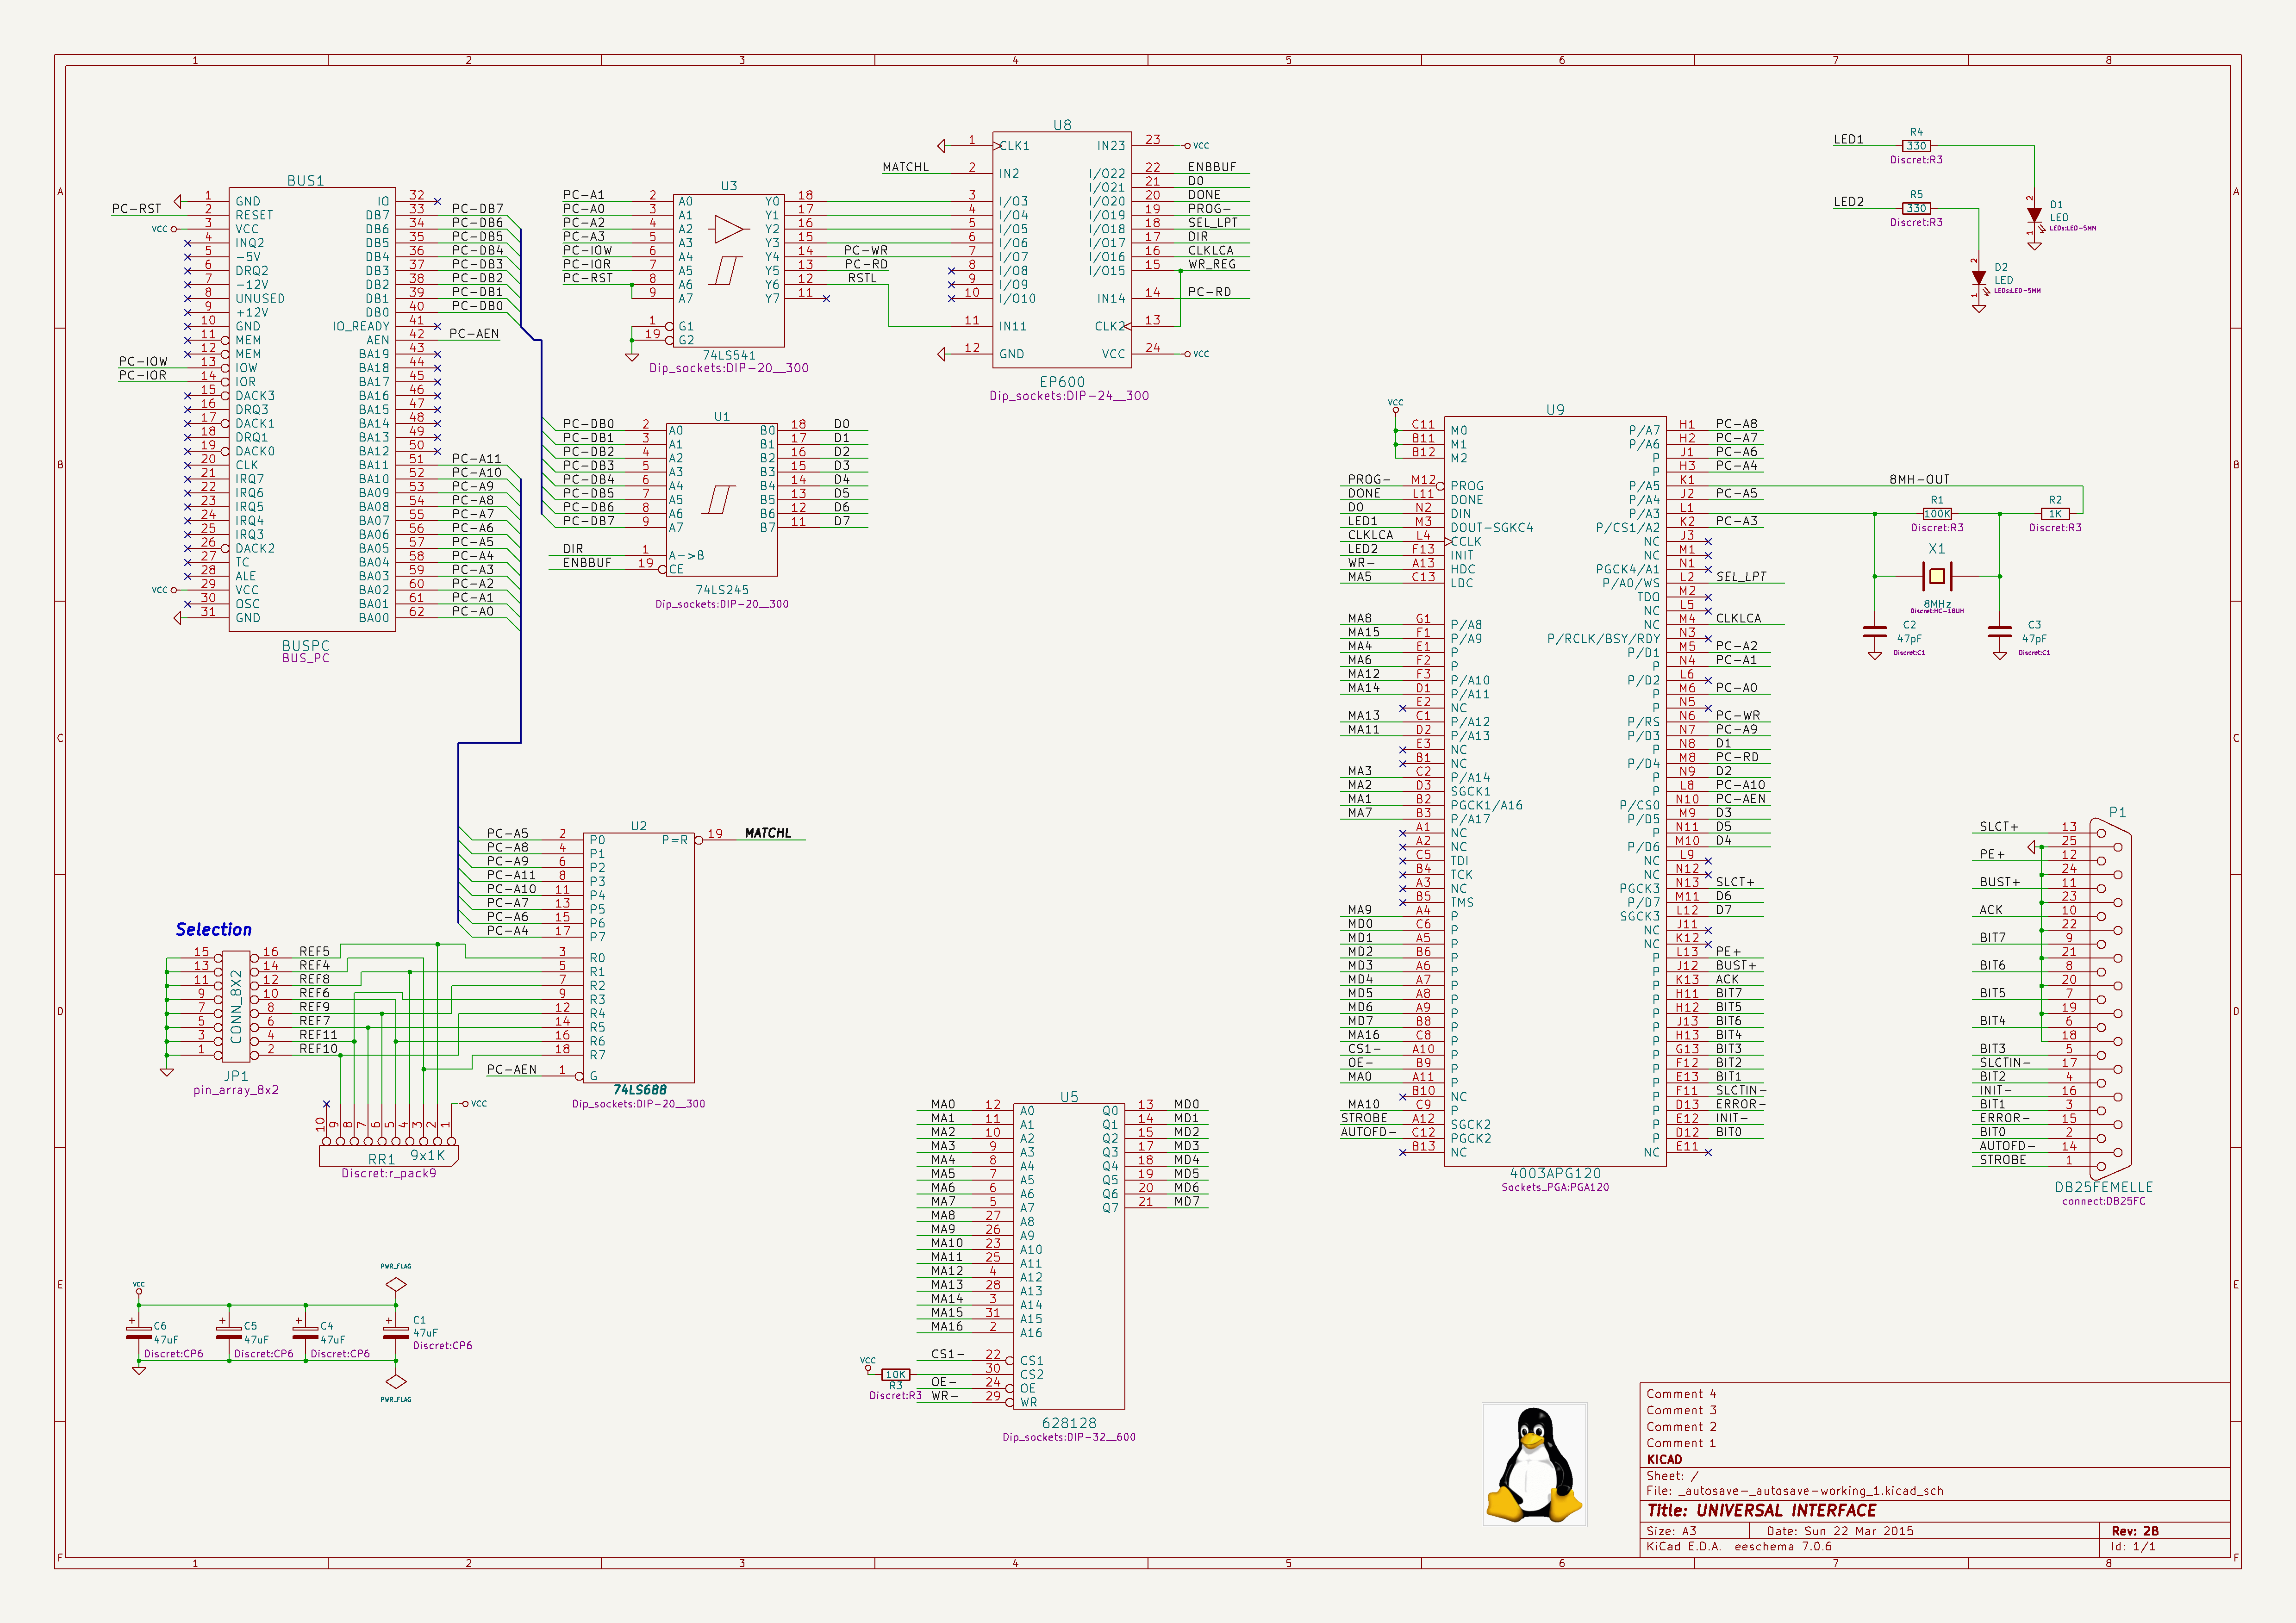 1 2 3 4 5 6 7 8
A B C D E F
BUS1
1 GND
PC-RST 2 RESET
VCC 3 VCC
4 INQ2
5 -5V
6 DRQ2
7 -12V
8 UNUSED
9 +12V
10 GND
11 MEM
12 MEM
PC-IOW 13 IOW
PC-IOR 14 IOR
15 DACK3
16 DRQ3
17 DACK1
18 DRQ1
19 DACK0
20 CLK
21 IRQ7
22 IRQ6
23 IRQ5
24 IRQ4
25 IRQ3
26 DACK2
27 TC
28 ALE
VCC 29 VCC
30 OSC
31 GND
IO 32
DB7 33 PC-DB7
DB6 34 PC-DB6
DB5 35 PC-DB5
DB4 36 PC-DB4
DB3 37 PC-DB3
DB2 38 PC-DB2
DB1 39 PC-DB1
DB0 40 PC-DB0
IO_READY 41
AEN 42 PC-AEN
BA19 43
BA18 44
BA17 45
BA16 46
BA15 47
BA14 48
BA13 49
BA12 50
BA11 51 PC-A11
BA10 52 PC-A10
BA09 53 PC-A9
BA08 54 PC-A8
BA07 55 PC-A7
BA06 56 PC-A6
BA05 57 PC-A5
BA04 58 PC-A4
BA03 59 PC-A3
BA02 60 PC-A2
BA01 61 PC-A1
BA00 62 PC-A0
BUSPC
BUS_PC
U3
PC-A1 2 A0 Y0 18
PC-A0 3 A1 Y1 17
PC-A2 4 A2 Y2 16
PC-A3 5 A3 Y3 15
PC-IOW 6 A4 Y4 14 PC-WR
PC-IOR 7 A5 Y5 13 PC-RD
PC-RST 8 A6 Y6 12 RSTL
9 A7 Y7 11
1 G1
19 G2
74LS541
Dip_sockets:DIP-20__300
U8
1 CLK1 IN23 23 VCC
MATCHL 2 IN2 I/O22 22 ENBBUF
I/O21 21 D0
3 I/O3 I/O20 20 DONE
4 I/O4 I/O19 19 PROG-
5 I/O5 I/O18 18 SEL_LPT
6 I/O6 I/O17 17 DIR
7 I/O7 I/O16 16 CLKLCA
8 I/O8 I/O15 15 WR_REG
9 I/O9
10 I/O10 IN14 14 PC-RD
11 IN11 CLK2 13
12 GND VCC 24 VCC
EP600
Dip_sockets:DIP-24__300
U1
PC-DB0 2 A0 B0 18 D0
PC-DB1 3 A1 B1 17 D1
PC-DB2 4 A2 B2 16 D2
PC-DB3 5 A3 B3 15 D3
PC-DB4 6 A4 B4 14 D4
PC-DB5 7 A5 B5 13 D5
PC-DB6 8 A6 B6 12 D6
PC-DB7 9 A7 B7 11 D7
DIR 1 A->B
ENBBUF 19 CE
74LS245
Dip_sockets:DIP-20__300
LED1 R4 330 Discret:R3
LED2 R5 330 Discret:R3
2 1 D1 LED LEDs:LED-5MM
2 1 D2 LED LEDs:LED-5MM
U9
VCC
C11 M0
B11 M1
B12 M2
PROG- M12 PROG
DONE L11 DONE
D0 N2 DIN
LED1 M3 DOUT-SGKC4
CLKLCA L4 CCLK
LED2 F13 INIT
WR- A13 HDC
MA5 C13 LDC
MA8 G1 P/A8
MA15 F1 P/A9
MA4 E1 P
MA6 F2 P
MA12 F3 P/A10
MA14 D1 P/A11
E2 NC
MA13 C1 P/A12
MA11 D2 P/A13
E3 NC
B1 NC
MA3 C2 P/A14
MA2 D3 SGCK1
MA1 B2 PGCK1/A16
MA7 B3 P/A17
A1 NC
A2 NC
C5 TDI
B4 TCK
A3 NC
B5 TMS
MA9 A4 P
MD0 C6 P
MD1 A5 P
MD2 B6 P
MD3 A6 P
MD4 A7 P
MD5 A8 P
MD6 A9 P
MD7 B8 P
MA16 C8 P
CS1- A10 P
OE- B9 P
MA0 A11 P
B10 NC
MA10 C9 P
STROBE A12 SGCK2
AUTOFD- C12 PGCK2
B13 NC
P/A7 H1 PC-A8
P/A6 H2 PC-A7
P J1 PC-A6
P H3 PC-A4
P/A5 K1 8MH-OUT
P/A4 J2 PC-A5
P/A3 L1
P/CS1/A2 K2 PC-A3
NC J3
NC M1
PGCK4/A1 N1
P/A0/WS L2 SEL_LPT
TDO M2
NC L5
NC M4 CLKLCA
P/RCLK/BSY/RDY N3
P/D1 M5 PC-A2
P N4 PC-A1
P/D2 L6
P M6 PC-A0
P N5
P/RS N6 PC-WR
P/D3 N7 PC-A9
P N8 D1
P/D4 M8 PC-RD
P N9 D2
P L8 PC-A10
P/CS0 N10 PC-AEN
P/D5 M9 D3
P N11 D5
P/D6 M10 D4
NC L9
NC N12
PGCK3 N13 SLCT+
P/D7 M11 D6
SGCK3 L12 D7
NC J11
NC K12
P L13 PE+
P J12 BUST+
P K13 ACK
P H11 BIT7
P H12 BIT5
P J13 BIT6
P H13 BIT4
P G13 BIT3
P F12 BIT2
P E13 BIT1
P F11 SLCTIN-
P D13 ERROR-
P E12 INIT-
P D12 BIT0
NC E11
4003APG120
Sockets_PGA:PGA120
R1 100K Discret:R3
R2 1K Discret:R3
X1
8MHz
Discret:HC-18UH
C2 47pF Discret:C1
C3 47pF Discret:C1
P1
SLCT+ 13
25
PE+ 12
24
BUST+ 11
23
ACK 10
22
BIT7 9
21
BIT6 8
20
BIT5 7
19
BIT4 6
18
BIT3 5
SLCTIN- 17
BIT2 4
INIT- 16
BIT1 3
ERROR- 15
BIT0 2
AUTOFD- 14
STROBE 1
DB25FEMELLE
connect:DB25FC
U2
PC-A5 2 P0 P=R 19 MATCHL
PC-A8 4 P1
PC-A9 6 P2
PC-A11 8 P3
PC-A10 11 P4
PC-A7 13 P5
PC-A6 15 P6
PC-A4 17 P7
3 R0
5 R1
7 R2
9 R3
12 R4
14 R5
16 R6
18 R7
PC-AEN 1 G
74LS688
Dip_sockets:DIP-20__300
Selection
15 16 REF5
13 14 REF4
11 12 REF8
9 10 REF6
7 8 REF9
5 6 REF7
3 4 REF11
1 2 REF10
CONN_8X2
JP1
pin_array_8x2
VCC
10 9 8 7 6 5 4 3 2 1
RR1 9x1K
Discret:r_pack9
U5
MA0 12 A0 Q0 13 MD0
MA1 11 A1 Q1 14 MD1
MA2 10 A2 Q2 15 MD2
MA3 9 A3 Q3 17 MD3
MA4 8 A4 Q4 18 MD4
MA5 7 A5 Q5 19 MD5
MA6 6 A6 Q6 20 MD6
MA7 5 A7 Q7 21 MD7
MA8 27 A8
MA9 26 A9
MA10 23 A10
MA11 25 A11
MA12 4 A12
MA13 28 A13
MA14 3 A14
MA15 31 A15
MA16 2 A16
CS1- 22 CS1
VCC 10K R3 Discret:R3 30 CS2
OE- 24 OE
WR- 29 WR
628128
Dip_sockets:DIP-32__600
VCC
PWR_FLAG
C6 47uF Discret:CP6
C5 47uF Discret:CP6
C4 47uF Discret:CP6
C1 47uF Discret:CP6
PWR_FLAG
Comment 4
Comment 3
Comment 2
Comment 1
KICAD
Sheet: /
File: _autosave-_autosave-working_1.kicad_sch
Title: UNIVERSAL INTERFACE
Size: A3 Date: Sun 22 Mar 2015 Rev: 2B
KiCad E.D.A. eeschema 7.0.6 Id: 1/1
1 2 3 4 5 6 7 8
A B C D E F